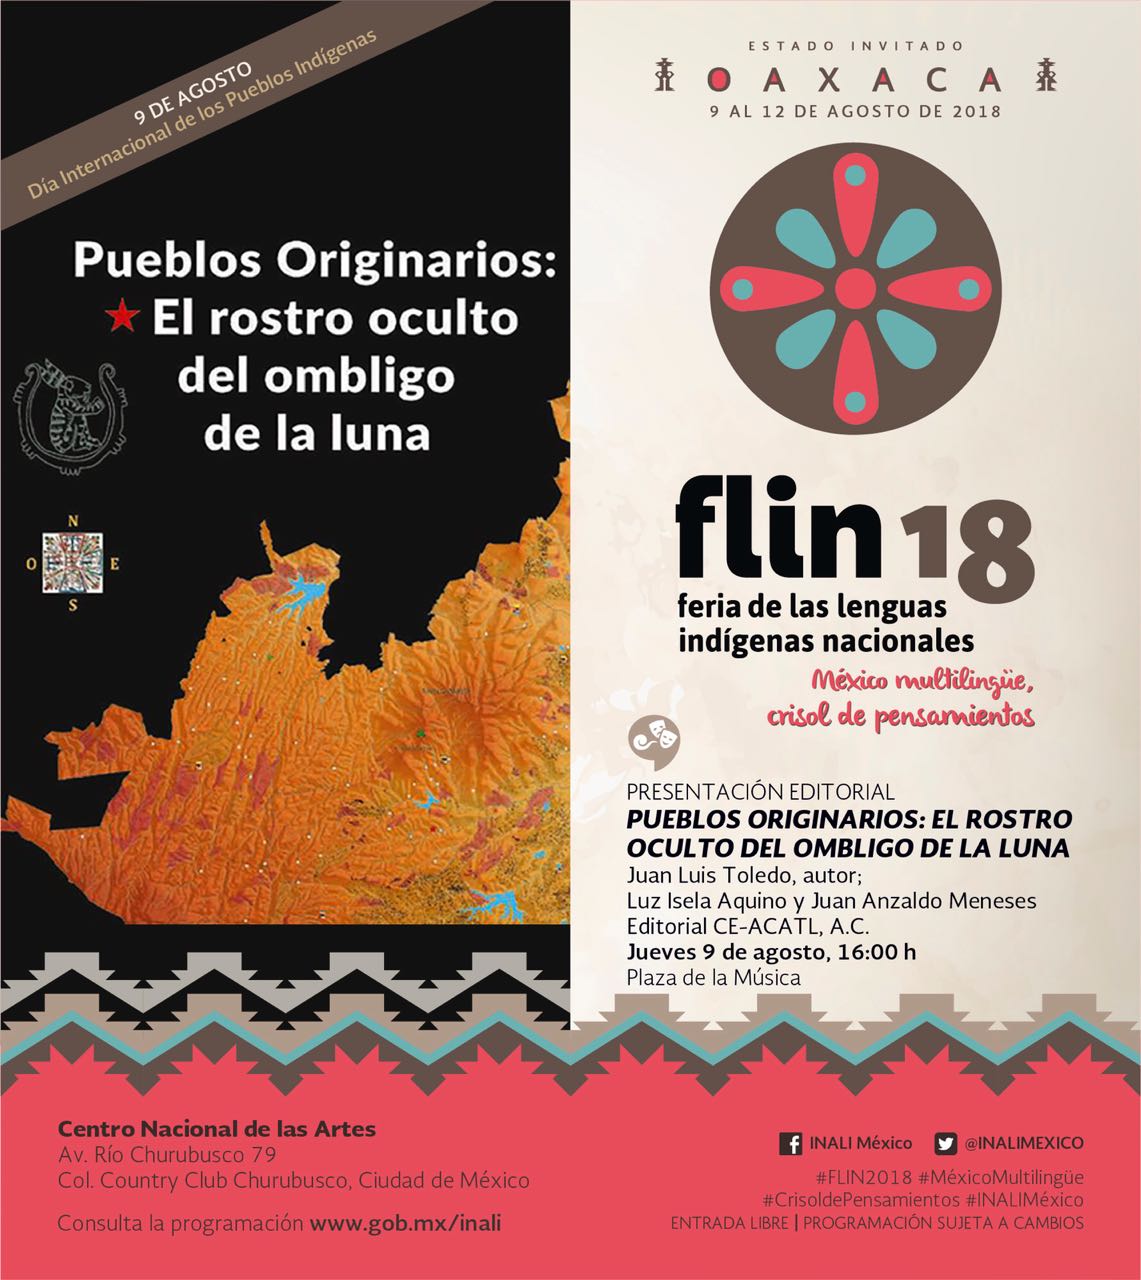 9 DE AGOSTO
Día Internacional de los Pueblos Indígenas
Pueblos Originarios:
El rostro oculto
del ombligo
de la luna
N
O E
S
ESTADO INVITADO
OAXACA
9 AL 12 DE AGOSTO DE 2018
flin 18
feria de las lenguas
indígenas nacionales
México multilingüe,
crisol de pensamientos
PRESENTACIÓN EDITORIAL
PUEBLOS ORIGINARIOS: EL ROSTRO
OCULTO DEL OMBLIGO DE LA LUNA
Juan Luis Toledo, autor;
Luz Isela Aquino y Juan Anzaldo Meneses
Editorial CE-ACATL, A.C.
Jueves 9 de agosto, 16:00 h
Plaza de la Música
Centro Nacional de las Artes
Av. Río Churubusco 79
Col. Country Club Churubusco, Ciudad de México
Consulta la programación www.gob.mx/inali
INALI México @INALIMEXICO
#FLIN2018 #MéxicoMultilingüe
#CrisoldePensamientos #INALIMéxico
ENTRADA LIBRE | PROGRAMACIÓN SUJETA A CAMBIOS